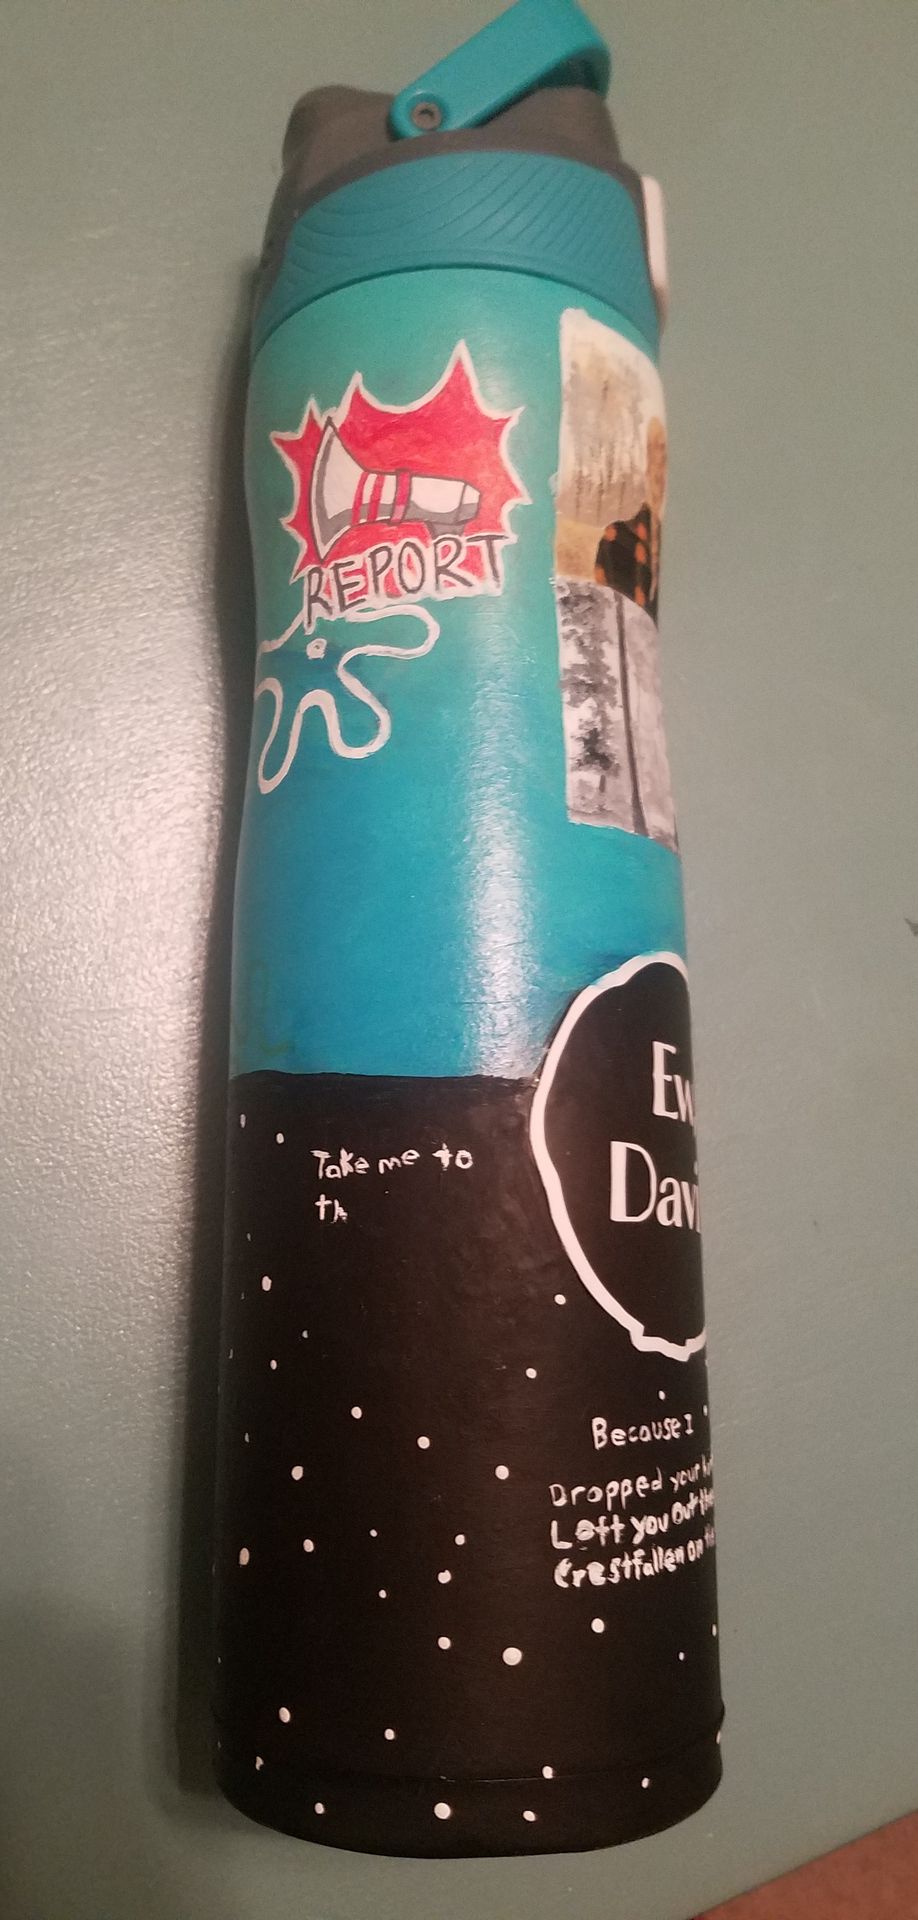 REPORT
Ew
Davi
Take me to
th
Because I
Dropped your
Left you out
Crestfallen on